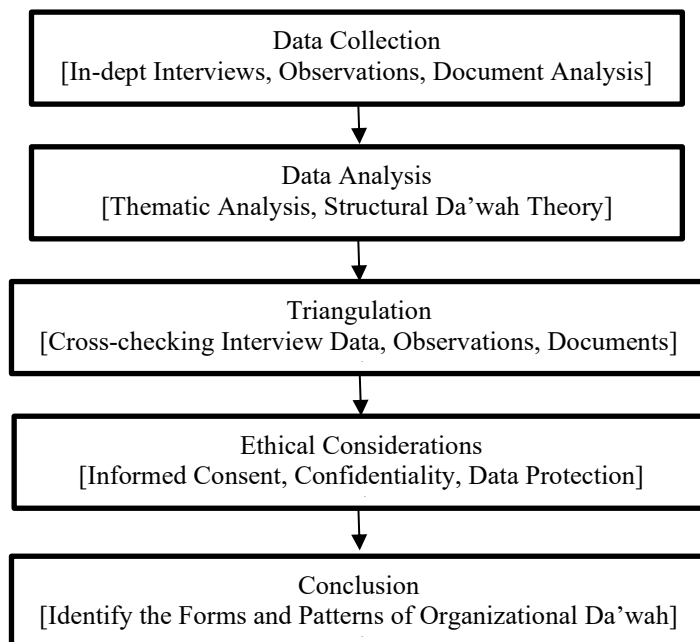 Data Collection
[In-dept Interviews, Observations, Document Analysis]
Data Analysis
[Thematic Analysis, Structural Da’wah Theory]
Triangulation
[Cross-checking Interview Data, Observations, Documents]
Ethical Considerations
[Informed Consent, Confidentiality, Data Protection]
Conclusion
[Identify the Forms and Patterns of Organizational Da’wah]